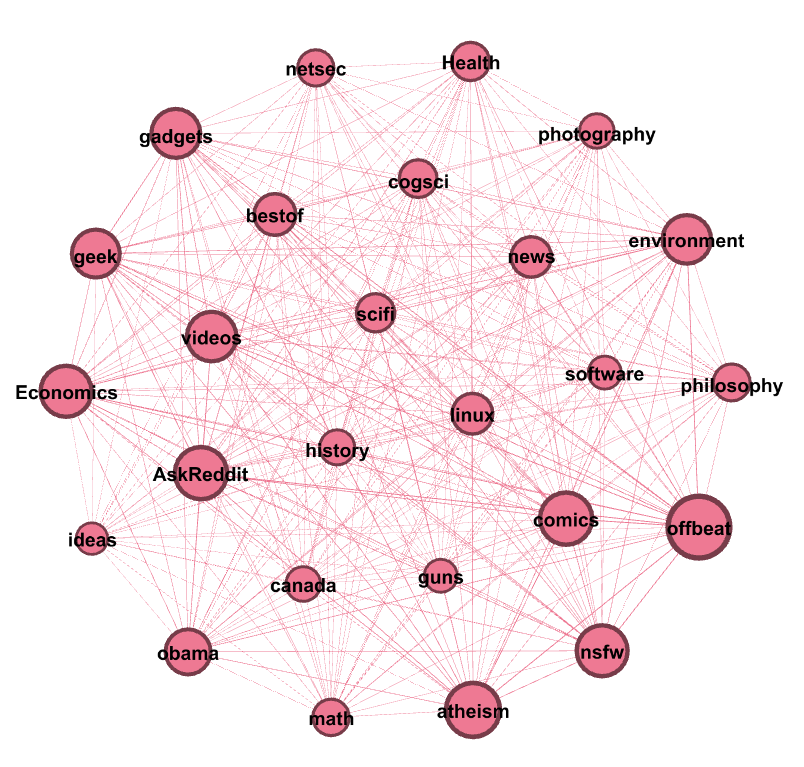 Health
netsec
photography
gadgets
cogsci
bestof
environment
geek
news
scifi
videos
software
philosophy
Economics
linux
history
AskReddit
comics
offbeat
ideas
guns
canada
nsfw
obama
atheism
math